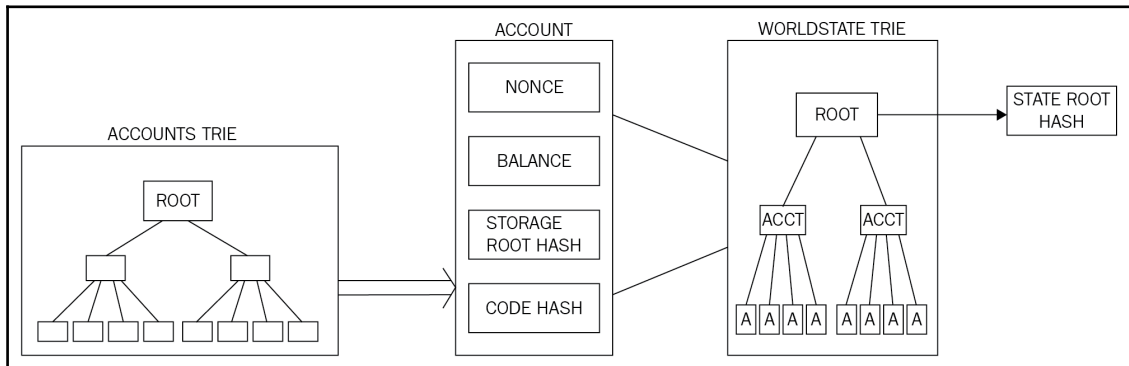 ACCOUNTS TRIE
ROOT
ACCOUNT
NONCE
BALANCE
STORAGE
ROOT HASH
CODE HASH
WORLDSTATE TRIE
ROOT
ACCT ACCT
A A A A A A A A
STATE ROOT
HASH